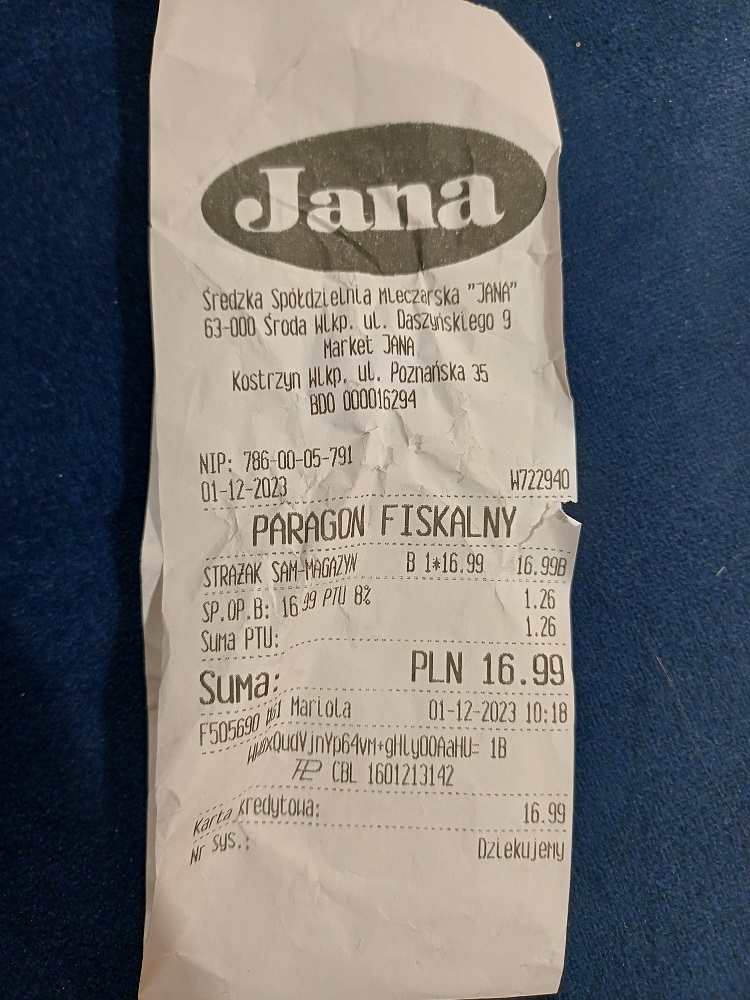 Jana
Średzka Spółdzielnia Mleczarska "JANA"
63-000 Środa Wlkp. ul. Daszyńskiego 9
Market JANA
Kostrzyn Wlkp. ul. Poznańska 35
BDO 000016294
NIP: 786-00-05-791
01-12-2023 W722940
PARAGON FISKALNY
STRAŻAK SAM-MAGAZYN B 1*16.99 16.99B
SP.OP.B: 16.99 PTU 8% 1.26
Suma PTU: 1.26
Suma: PLN 16.99
F505690 #61 Mariola 01-12-2023 10:18
1B
CBL 1601213142
Karta kredytowa: 16.99
Nr sys.: Dziekujemy